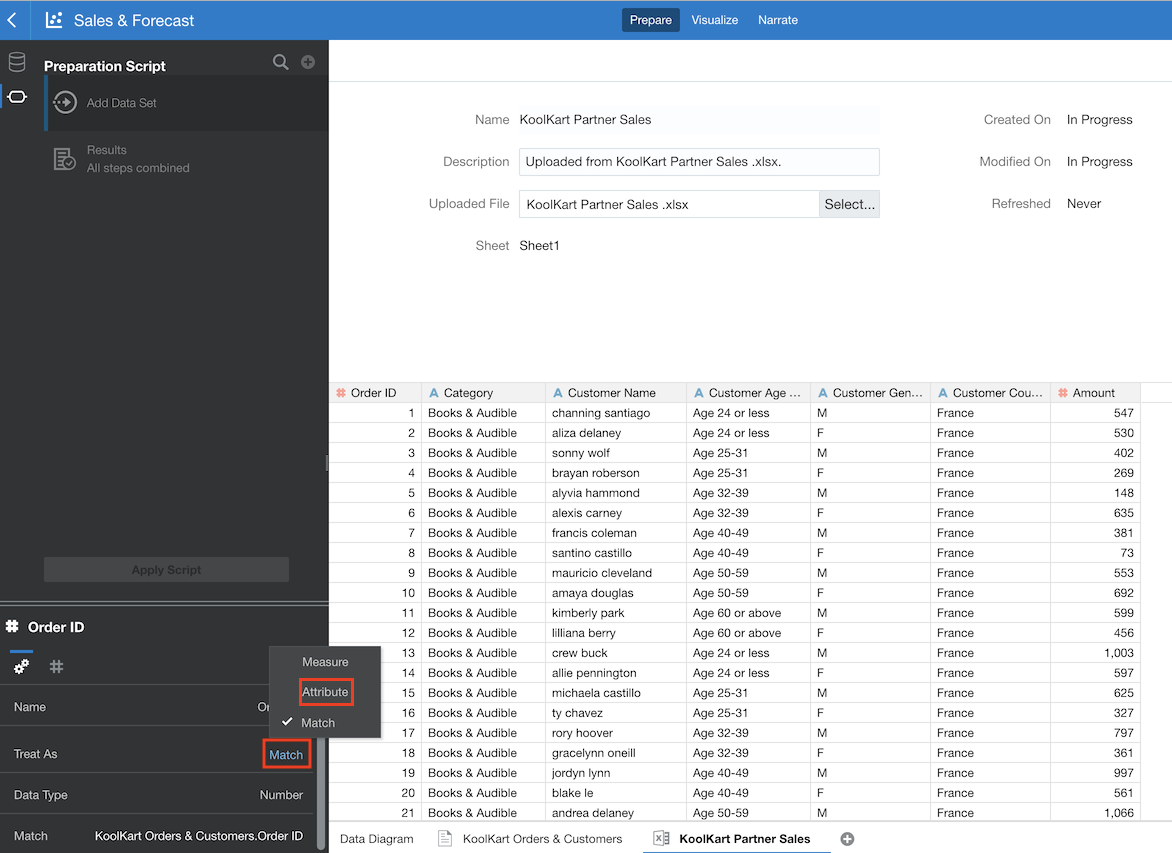 Sales & Forecast
Prepare Visualize Narrate
Preparation Script
Add Data Set
Results
All steps combined
Name KoolKart Partner Sales Created On In Progress
Description Uploaded from KoolKart Partner Sales .xlsx. Modified On In Progress
Uploaded File KoolKart Partner Sales .xlsx Select... Refreshed Never
Sheet Sheet1
# Order ID A Category A Customer Name A Customer Age ... A Customer Gen... A Customer Cou... # Amount
1 Books & Audible channing santiago Age 24 or less M France 547
2 Books & Audible aliza delaney Age 24 or less F France 530
3 Books & Audible sonny wolf Age 25-31 M France 402
4 Books & Audible brayan roberson Age 25-31 F France 269
5 Books & Audible alyvia hammond Age 32-39 M France 148
6 Books & Audible alexis carney Age 32-39 F France 635
7 Books & Audible francis coleman Age 40-49 M France 381
8 Books & Audible santino castillo Age 40-49 F France 73
9 Books & Audible mauricio cleveland Age 50-59 M France 553
10 Books & Audible amaya douglas Age 50-59 F France 692
11 Books & Audible kimberly park Age 60 or above M France 599
12 Books & Audible lilliana berry Age 60 or above F France 456
13 Books & Audible crew buck Age 24 or less M France 1,003
14 Books & Audible allie pennington Age 24 or less F France 597
15 Books & Audible michaela castillo Age 25-31 M France 625
16 Books & Audible ty chavez Age 25-31 F France 327
17 Books & Audible rory hoover Age 32-39 M France 797
18 Books & Audible gracelynn oneill Age 32-39 F France 361
19 Books & Audible jordyn lynn Age 40-49 M France 997
20 Books & Audible blake le Age 40-49 F France 561
21 Books & Audible andrea delaney Age 50-59 M France 1,066
Apply Script
# Order ID
Measure
Attribute
Match
Name Or
Treat As Match
Data Type Number
Match KoolKart Orders & Customers.Order ID
Data Diagram KoolKart Orders & Customers KoolKart Partner Sales